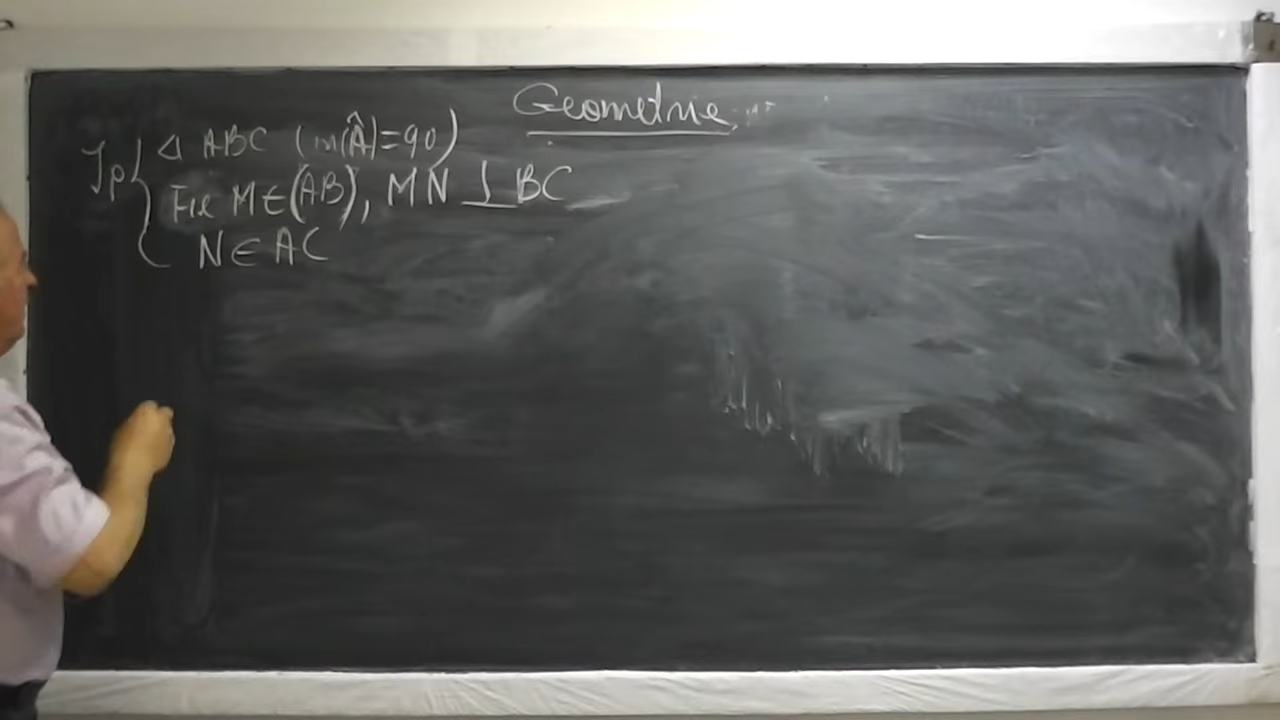 Geometrie
Ip { Δ ABC (m(Â)=90)
Fie M∈(AB), MN ⊥ BC
N∈AC